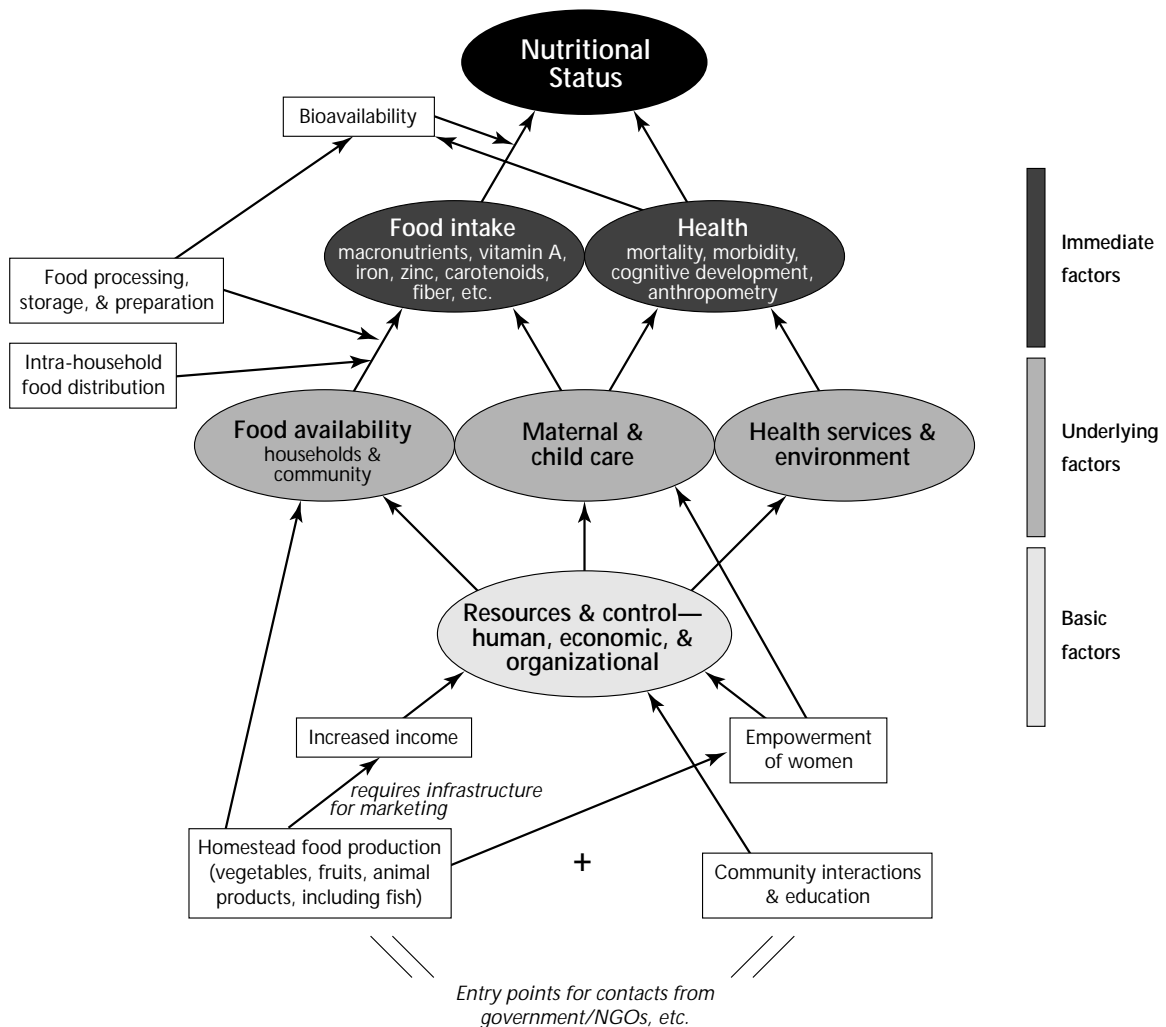 Nutritional
Status
Bioavailability
Food intake
macronutrients, vitamin A,
iron, zinc, carotenoids,
fiber, etc.
Health
mortality, morbidity,
cognitive development,
anthropometry
Immediate
factors
Food processing,
storage, & preparation
Intra-household
food distribution
Food availability
households &
community
Maternal &
child care
Health services &
environment
Underlying
factors
Resources & control—
human, economic, &
organizational
Basic
factors
Increased income
Empowerment
of women
requires infrastructure
for marketing
Homestead food production
(vegetables, fruits, animal
products, including fish)
+
Community interactions
& education
Entry points for contacts from
government/NGOs, etc.